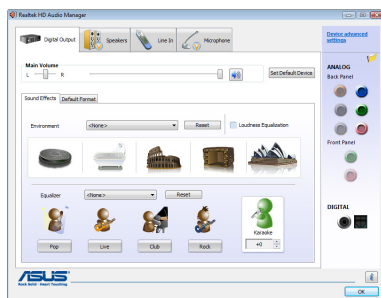 Realtek HD Audio Manager
Digital Output
Speakers
Line In
Microphone
Device advanced
settings
Main Volume
L
R
Set Default Device
ANALOG
Back Panel
Sound Effects
Default Format
Environment
<None>
Reset
Loudness Equalization
Front Panel
Equalizer
<None>
Reset
Pop
Live
Club
Rock
Karaoke
+0
DIGITAL
ASUS
Rock Solid · Heart Touching
OK